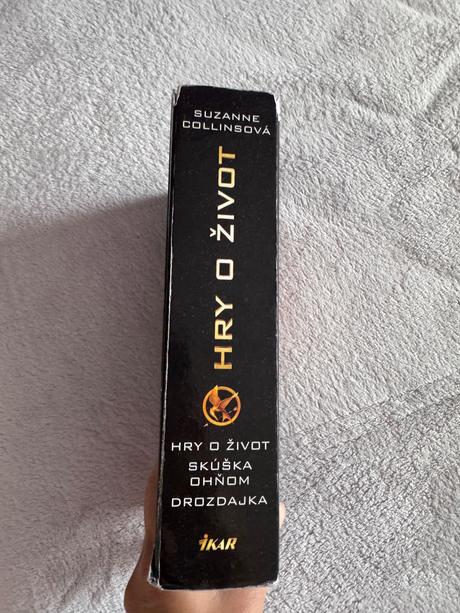 SUZANNE
COLLINSOVÁ
HRY O ŽIVOT
HRY O ŽIVOT
SKÚŠKA
OHŇOM
DROZDAJKA
IKAR